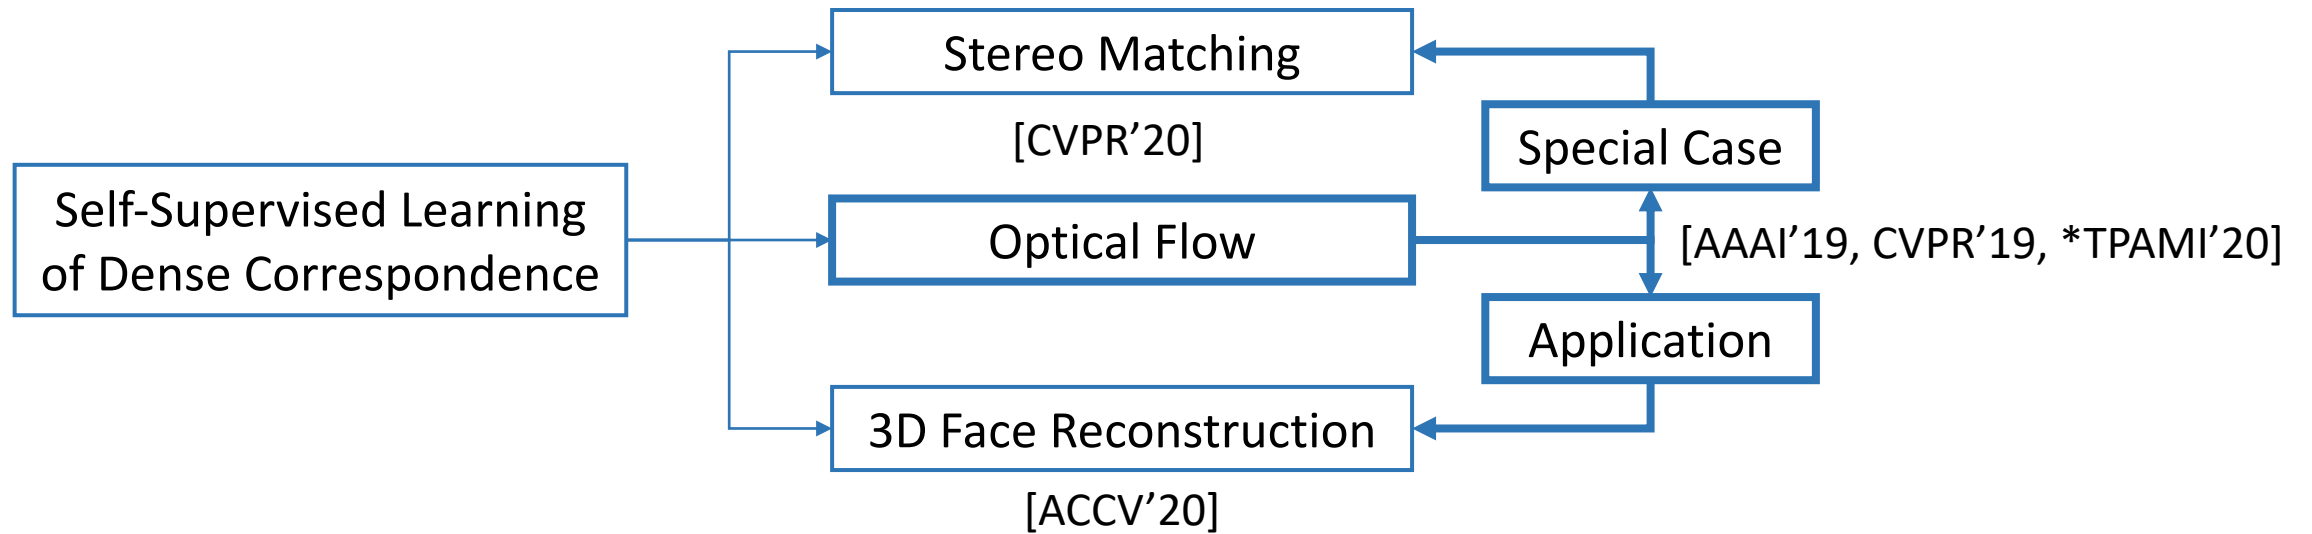 Self-Supervised Learning
of Dense Correspondence
Stereo Matching
[CVPR’20]
Optical Flow
3D Face Reconstruction
[ACCV’20]
Special Case
[AAAI’19, CVPR’19, *TPAMI’20]
Application